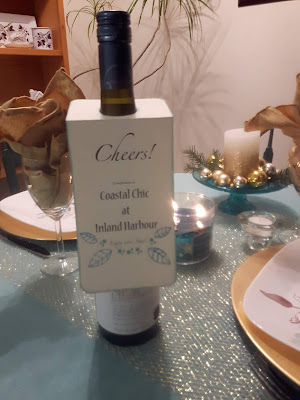 Cheers!
Coastal Chic
at
Inland Harbour